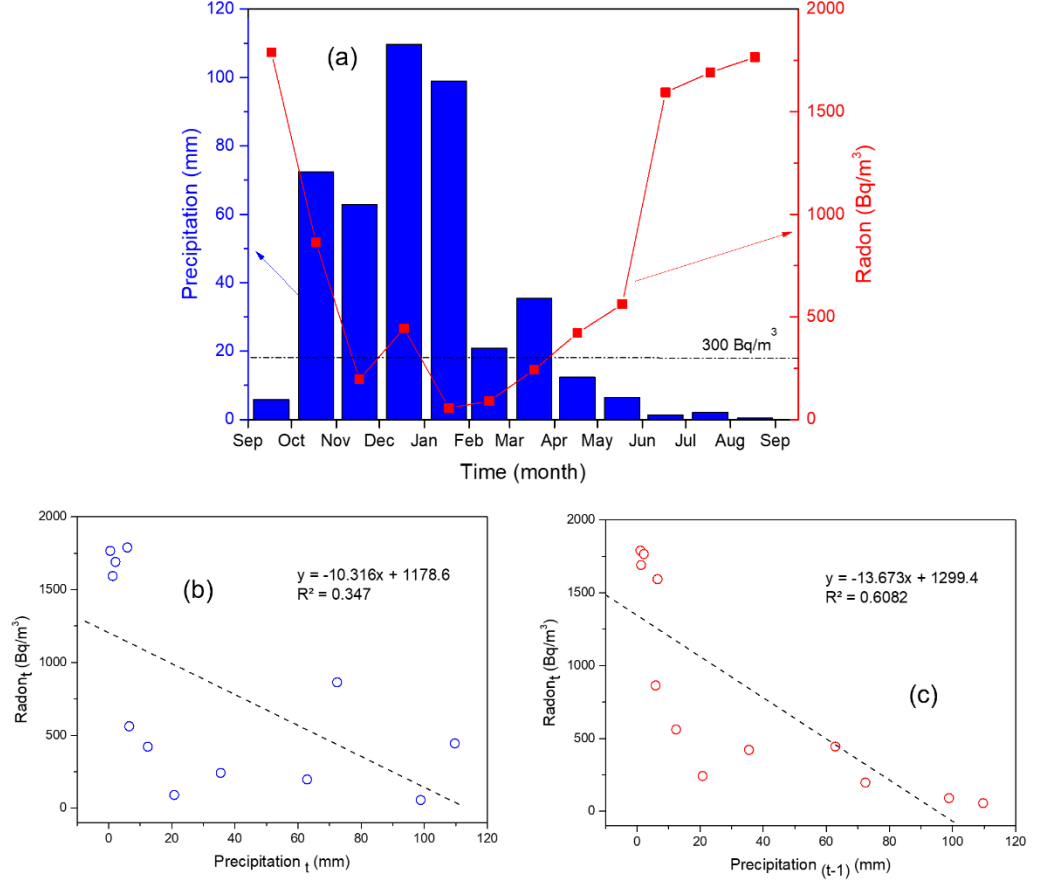 (a)
Precipitation (mm)
120
100
80
60
40
20
0
Radon (Bq/m³)
2000
1500
1000
500
0
300 Bq/m³
Sep Oct Nov Dec Jan Feb Mar Apr May Jun Jul Aug Sep
Time (month)
(b)
Radon t (Bq/m³)
2000
1500
1000
500
0
y = -10.316x + 1178.6
R² = 0.347
0 20 40 60 80 100 120
Precipitation t (mm)
(c)
Radon t (Bq/m³)
2000
1500
1000
500
0
y = -13.673x + 1299.4
R² = 0.6082
0 20 40 60 80 100 120
Precipitation (t-1) (mm)